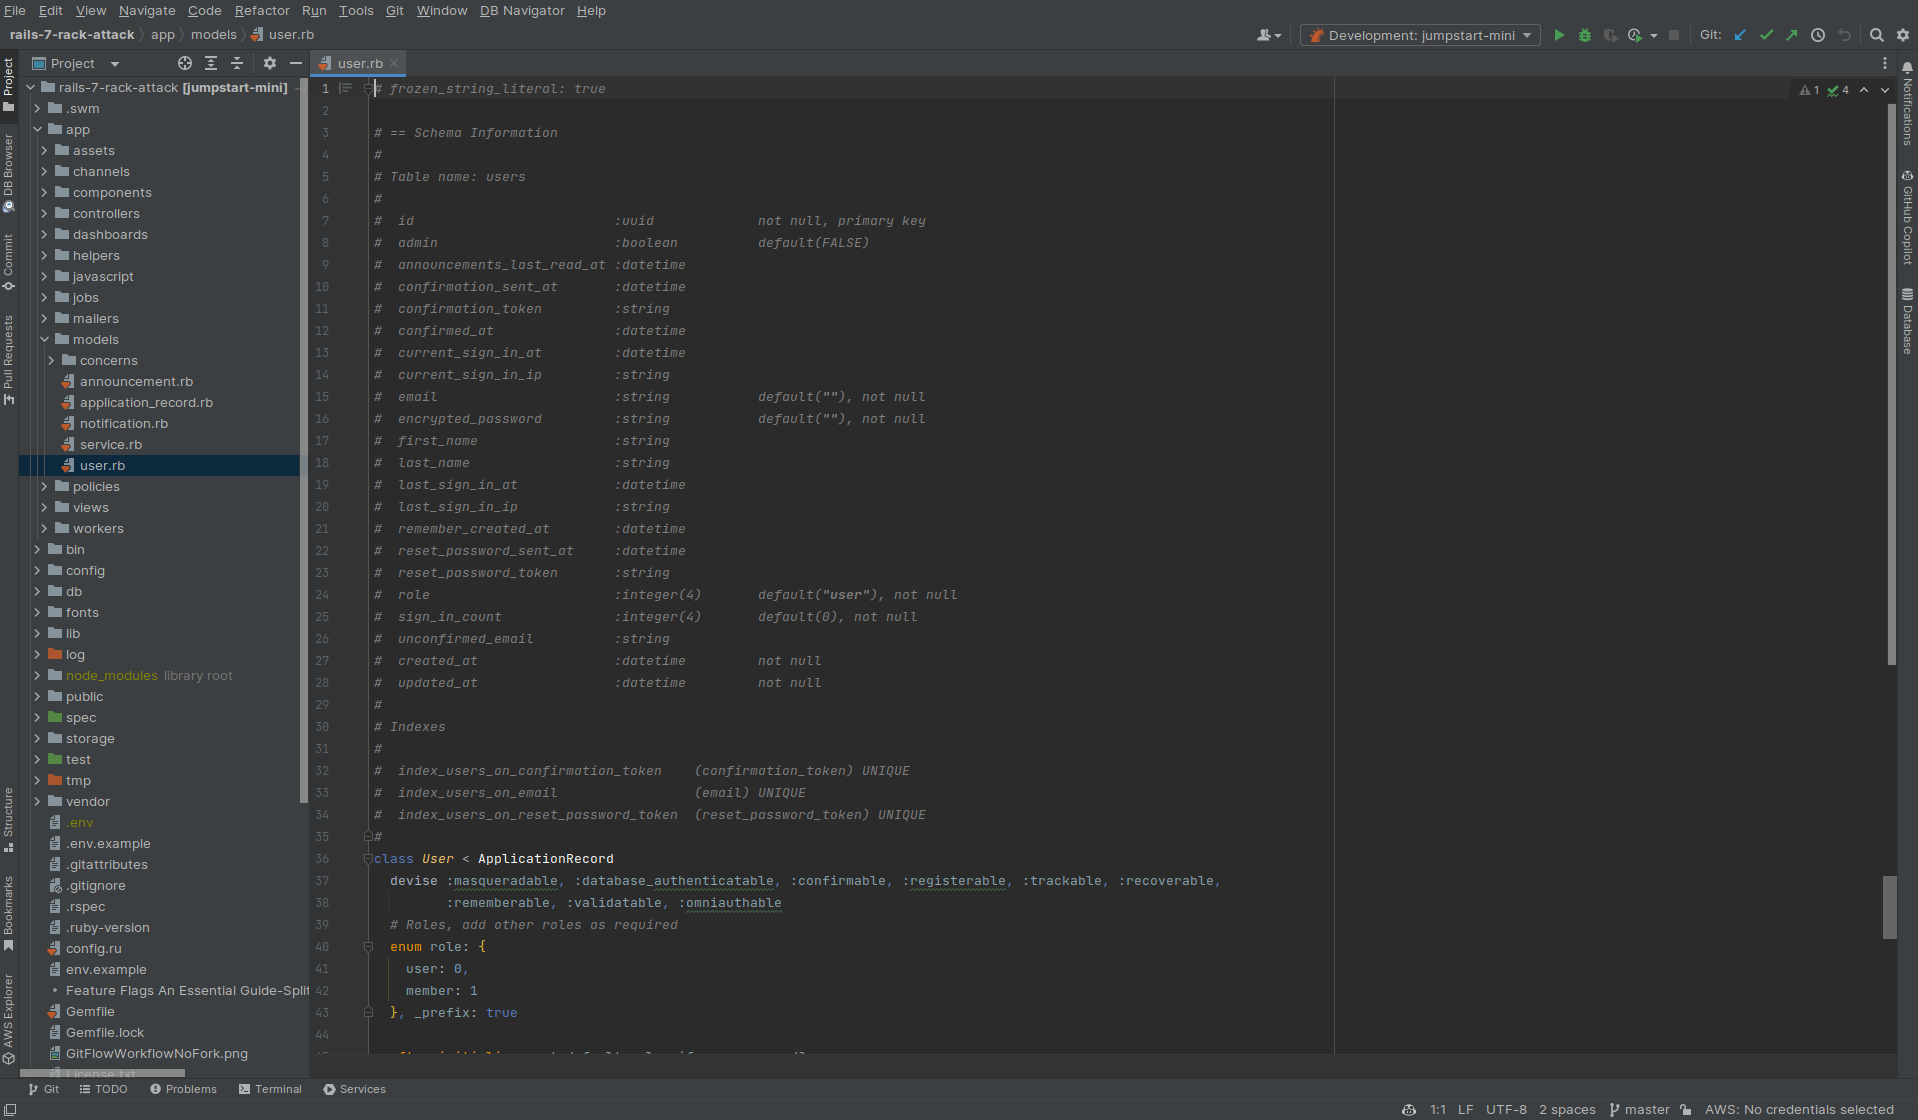 File Edit View Navigate Code Refactor Run Tools Git Window DB Navigator Help
rails-7-rack-attack app models user.rb
Development: jumpstart-mini Git:
Project
user.rb
1 4
Project
DB Browser
Commit
Pull Requests
Structure
Bookmarks
AWS Explorer
rails-7-rack-attack [jumpstart-mini]
.swm
app
assets
channels
components
controllers
dashboards
helpers
javascript
jobs
mailers
models
concerns
announcement.rb
application_record.rb
notification.rb
service.rb
user.rb
policies
views
workers
bin
config
db
fonts
lib
log
node_modules library root
public
spec
storage
test
tmp
vendor
.env
.env.example
.gitattributes
.gitignore
.rspec
.ruby-version
config.ru
env.example
Feature Flags An Essential Guide-Split
Gemfile
Gemfile.lock
GitFlowWorkflowNoFork.png
License.txt
1 # frozen_string_literal: true
2
3 # == Schema Information
4 #
5 # Table name: users
6 #
7 #  id :uuid not null, primary key
8 #  admin :boolean default(FALSE)
9 #  announcements_last_read_at :datetime
10 #  confirmation_sent_at :datetime
11 #  confirmation_token :string
12 #  confirmed_at :datetime
13 #  current_sign_in_at :datetime
14 #  current_sign_in_ip :string
15 #  email :string default(""), not null
16 #  encrypted_password :string default(""), not null
17 #  first_name :string
18 #  last_name :string
19 #  last_sign_in_at :datetime
20 #  last_sign_in_ip :string
21 #  remember_created_at :datetime
22 #  reset_password_sent_at :datetime
23 #  reset_password_token :string
24 #  role :integer(4) default("user"), not null
25 #  sign_in_count :integer(4) default(0), not null
26 #  unconfirmed_email :string
27 #  created_at :datetime not null
28 #  updated_at :datetime not null
29 #
30 # Indexes
31 #
32 #  index_users_on_confirmation_token (confirmation_token) UNIQUE
33 #  index_users_on_email (email) UNIQUE
34 #  index_users_on_reset_password_token (reset_password_token) UNIQUE
35 #
36 class User < ApplicationRecord
37 devise :masqueradable, :database_authenticatable, :confirmable, :registerable, :trackable, :recoverable,
38 :rememberable, :validatable, :omniauthable
39 # Roles, add other roles as required
40 enum role: {
41 user: 0,
42 member: 1
43 }, _prefix: true
44
Notifications
GitHub Copilot
Database
Git TODO Problems Terminal Services
1:1 LF UTF-8 2 spaces master AWS: No credentials selected